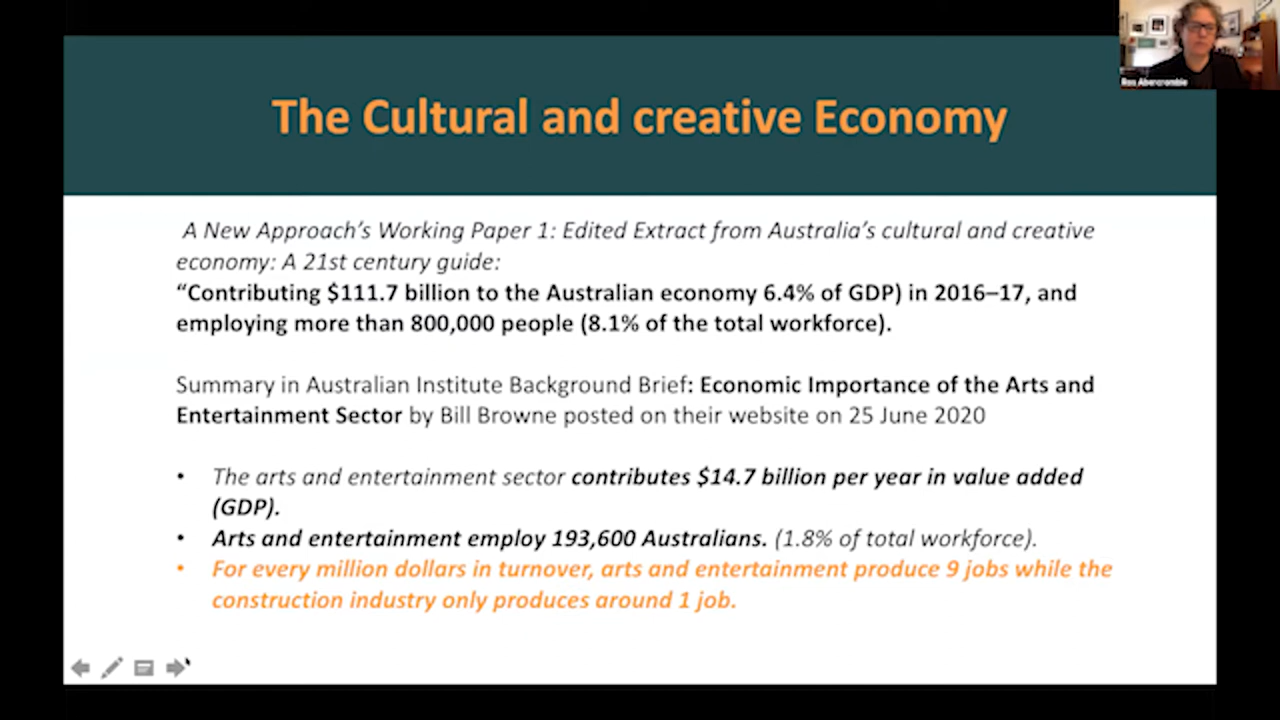 The Cultural and creative Economy
Ros Abercrombie
A New Approach's Working Paper 1: Edited Extract from Australia's cultural and creative
economy: A 21st century guide:
“Contributing $111.7 billion to the Australian economy 6.4% of GDP) in 2016–17, and
employing more than 800,000 people (8.1% of the total workforce).
Summary in Australian Institute Background Brief: Economic Importance of the Arts and
Entertainment Sector by Bill Browne posted on their website on 25 June 2020
• The arts and entertainment sector contributes $14.7 billion per year in value added
(GDP).
• Arts and entertainment employ 193,600 Australians. (1.8% of total workforce).
• For every million dollars in turnover, arts and entertainment produce 9 jobs while the
construction industry only produces around 1 job.